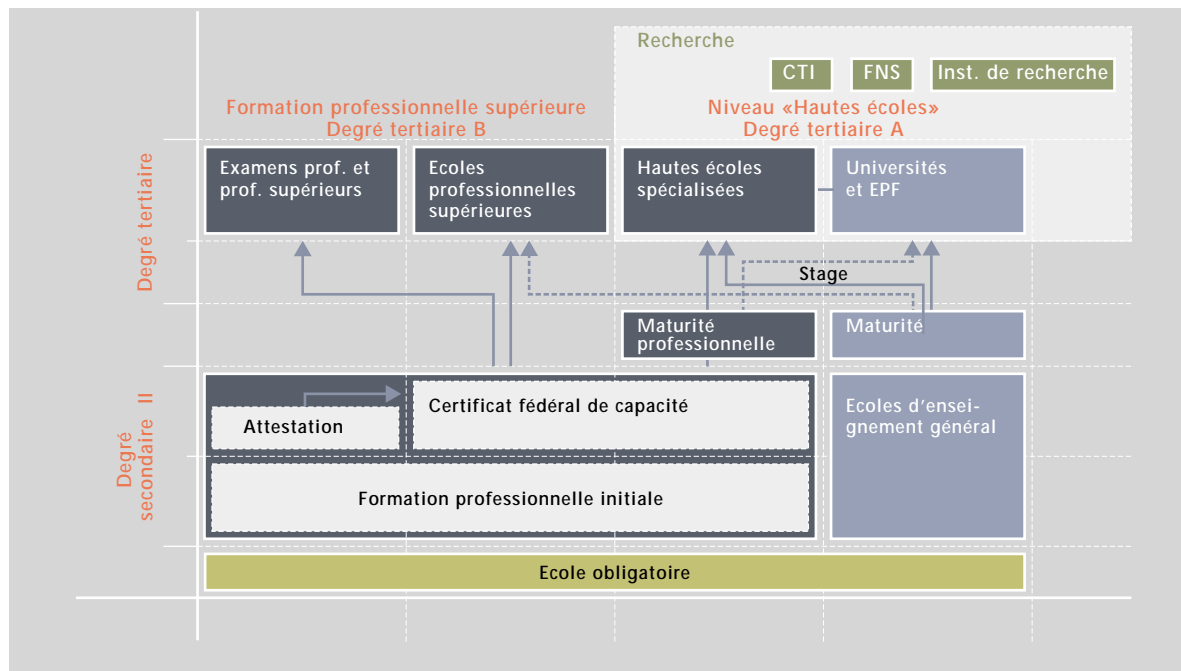 Recherche
CTI
FNS
Inst. de recherche
Formation professionnelle supérieure
Degré tertiaire B
Niveau «Hautes écoles»
Degré tertiaire A
Degré tertiaire
Examens prof. et
prof. supérieurs
Ecoles
professionnelles
supérieures
Hautes écoles
spécialisées
Universités
et EPF
Stage
Maturité
professionnelle
Maturité
Degré
secondaire II
Attestation
Certificat fédéral de capacité
Ecoles d'ensei-
gnement général
Formation professionnelle initiale
Ecole obligatoire